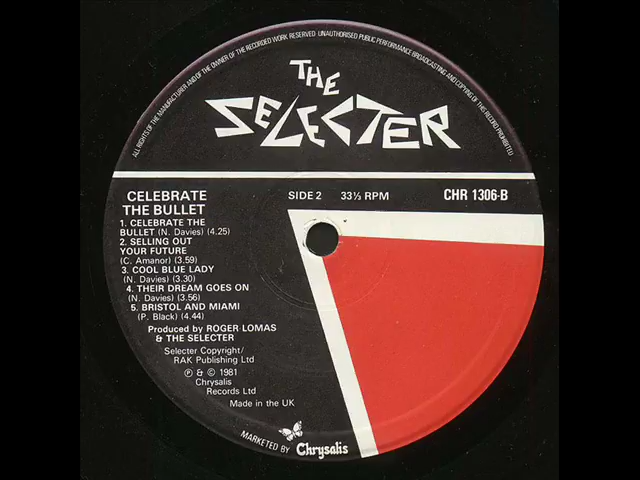 ALL RIGHTS OF THE MANUFACTURER AND OF THE OWNER OF THE RECORDED WORK RESERVED UNAUTHORISED PUBLIC PERFORMANCE BROADCASTING AND COPYING OF THIS RECORD PROHIBITED
THE
SELECTER
CELEBRATE
THE BULLET
SIDE 2 33⅓ RPM CHR 1306-B
1. CELEBRATE THE
BULLET (N. Davies) (4.25)
2. SELLING OUT
YOUR FUTURE
(C. Amanor) (3.59)
3. COOL BLUE LADY
(N. Davies) (3.30)
4. THEIR DREAM GOES ON
(N. Davies) (3.56)
5. BRISTOL AND MIAMI
(P. Black) (4.44)
Produced by ROGER LOMAS
& THE SELECTER
Selecter Copyright/
RAK Publishing Ltd
℗ & © 1981
Chrysalis
Records Ltd
Made in the UK
MARKETED BY Chrysalis